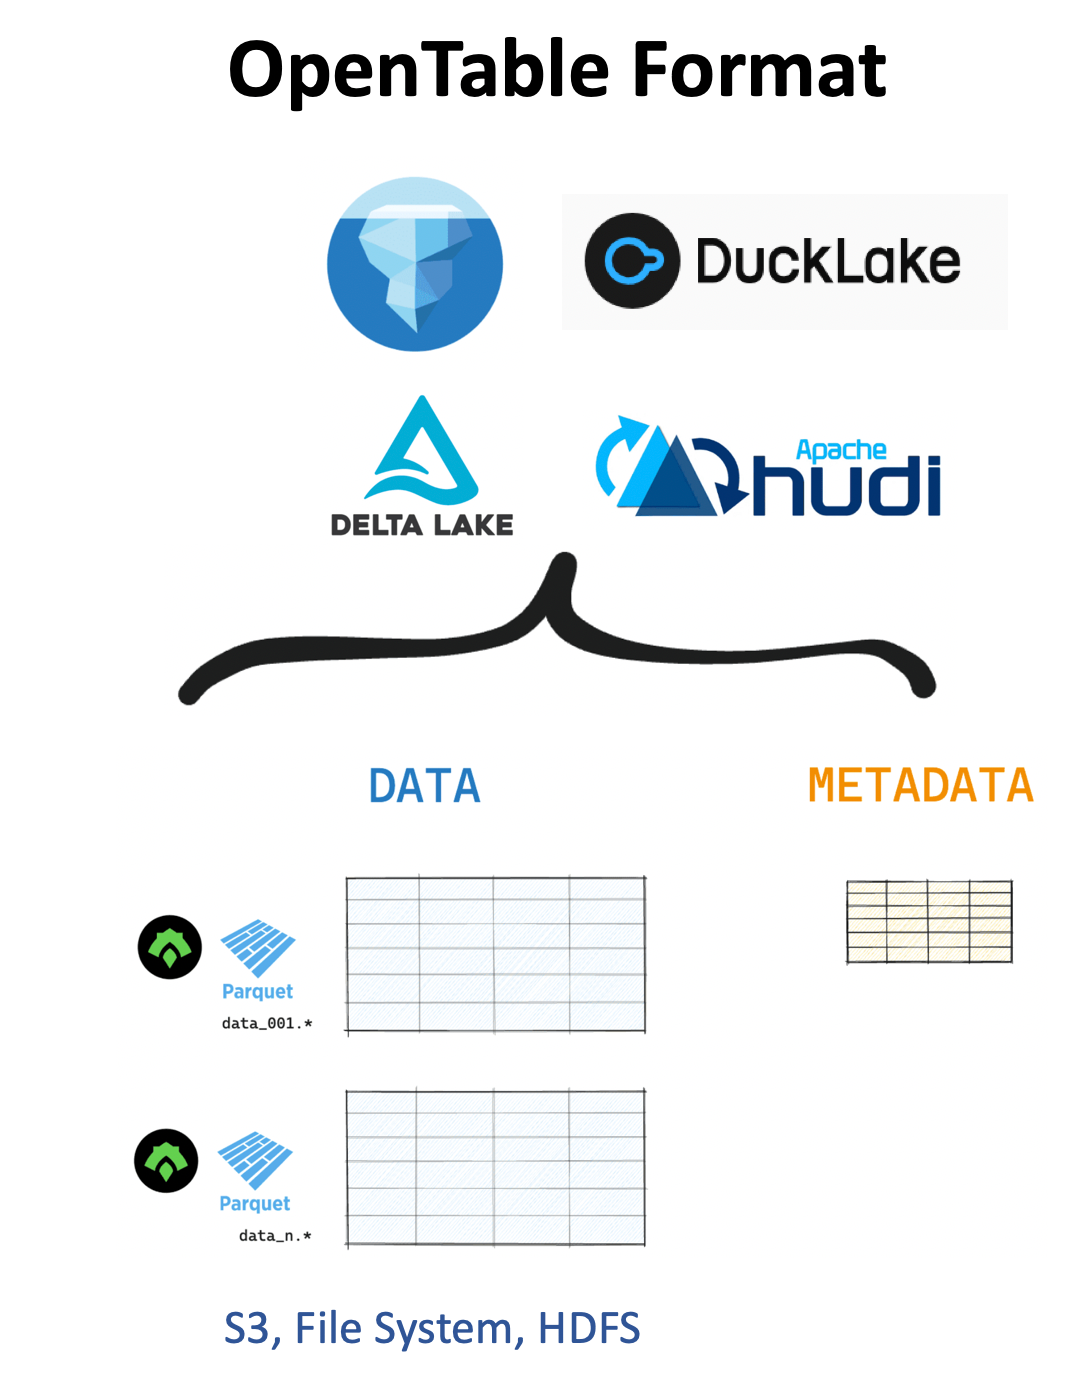 OpenTable Format
DuckLake
DELTA LAKE
Apache
hudi
DATA
METADATA
Parquet
data_001.*
Parquet
data_n.*
S3, File System, HDFS